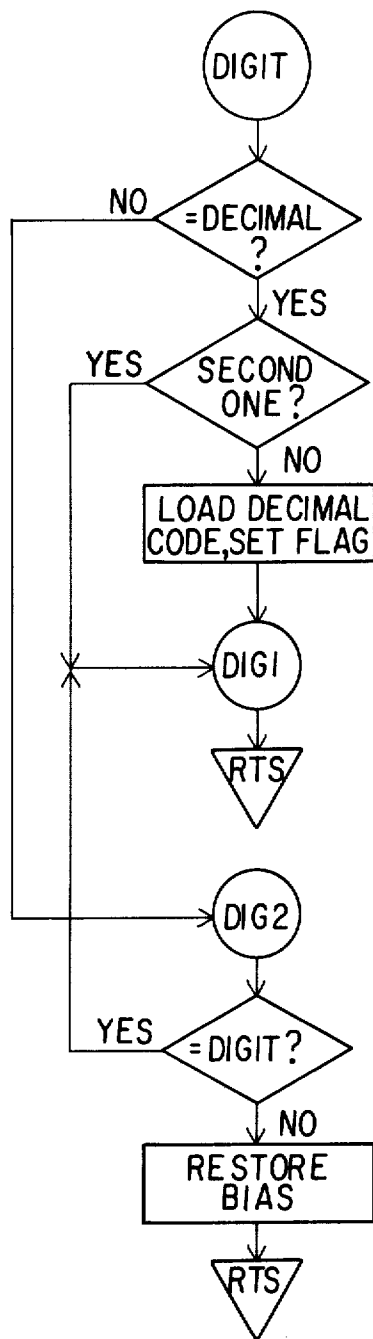 DIGIT
NO
=DECIMAL
?
YES
YES
SECOND
ONE?
NO
LOAD DECIMAL
CODE,SET FLAG
DIG1
RTS
DIG2
YES
=DIGIT?
NO
RESTORE
BIAS
RTS